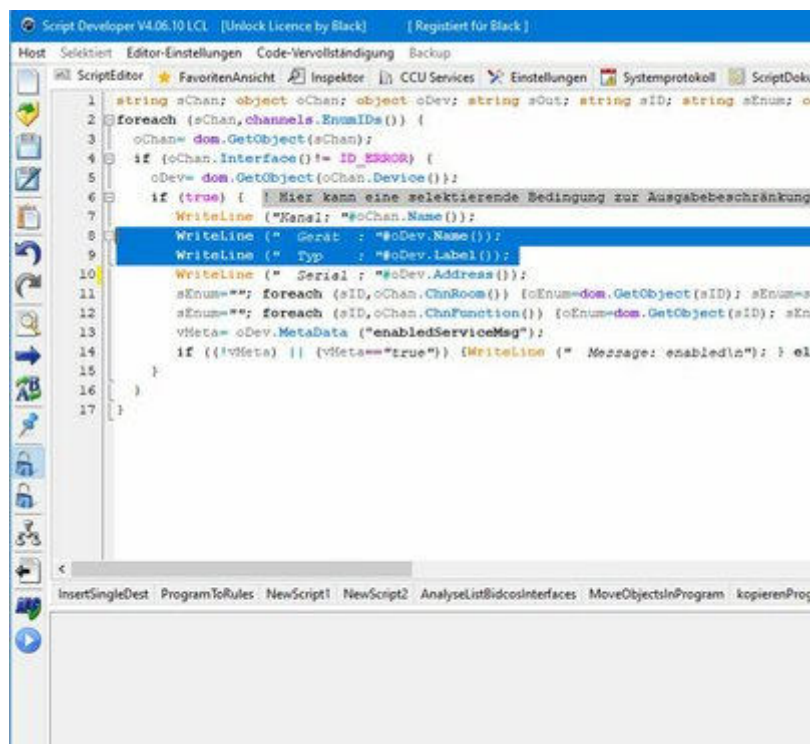 Script Developer V4.06.10 LCL [Unlock Licence by Black] [ Registiert für Black ]
Host Selektiert Editor-Einstellungen Code-Vervollständigung Backup
ScriptEditor FavoritenAnsicht Inspektor CCU Services Einstellungen Systemprotokoll ScriptDok
1 string sChan; object oChan; object oDev; string sOut; string sID; string sEnum; o
2 foreach (sChan,channels.EnumIDs()) {
3 oChan= dom.GetObject(sChan);
4 if (oChan.Interface()!= ID_ERROR) {
5 oDev= dom.GetObject(oChan.Device());
6 if (true) { ! Hier kann eine selektierende Bedingung zur Ausgabebeschränkung
7 WriteLine ("Kanal: "#oChan.Name());
8 WriteLine (" Gerät : "#oDev.Name());
9 WriteLine (" Typ : "#oDev.Label());
10 WriteLine (" Serial : "#oDev.Address());
11 sEnum=""; foreach (sID,oChan.ChnRoom()) {oEnum=dom.GetObject(sID); sEnum=s
12 sEnum=""; foreach (sID,oChan.ChnFunction()) {oEnum=dom.GetObject(sID); sEn
13 vMeta= oDev.MetaData ("enabledServiceMsg");
14 if ((!vMeta) || (vMeta=="true")) {WriteLine (" Message: enabled\n"); } el
15 }
16 }
17 }
InsertSingleDest ProgramToRules NewScript1 NewScript2 AnalyseListBidcosInterfaces MoveObjectsInProgram kopierenProg